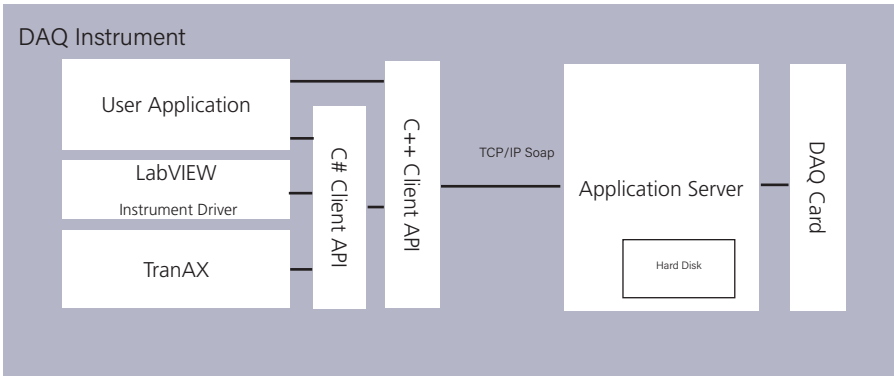 DAQ Instrument
User Application
LabVIEW
Instrument Driver
TranAX
C# Client API
C++ Client API
TCP/IP Soap
Application Server
Hard Disk
DAQ Card